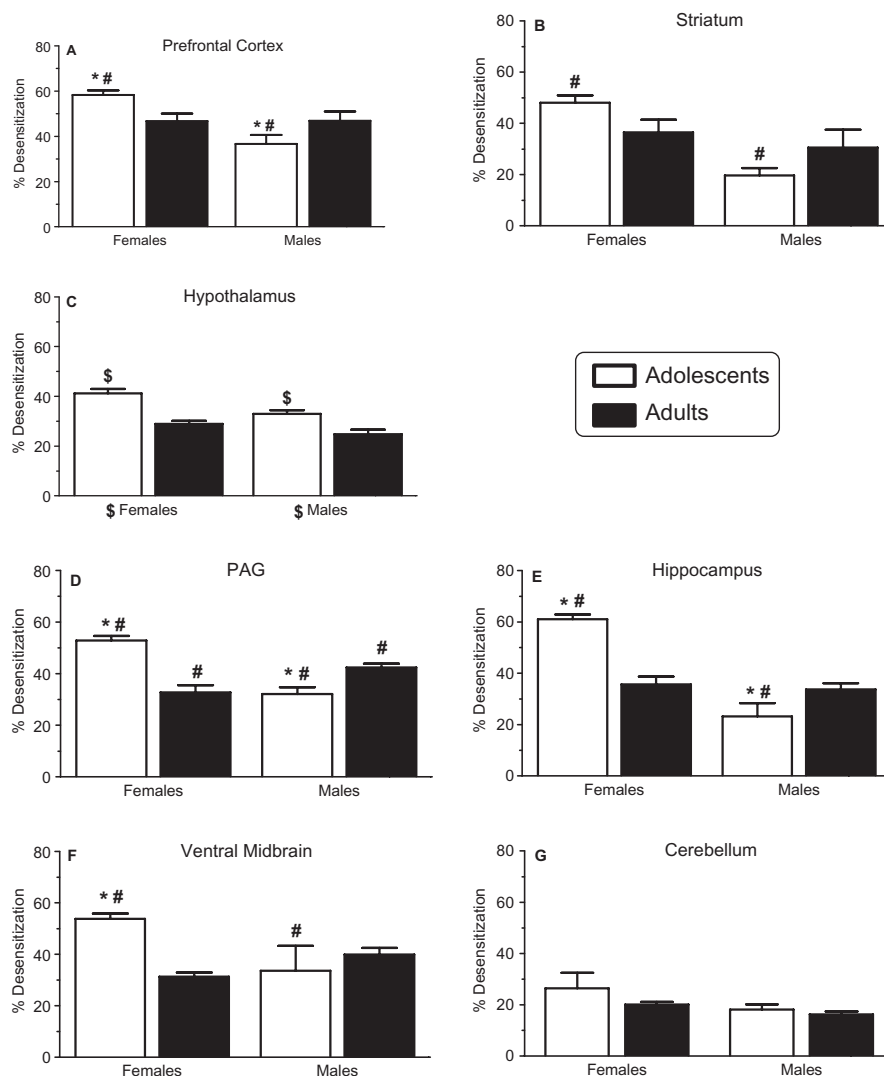 A Prefrontal Cortex
% Desensitization
80
60
40
20
0
* #
* #
Females Males
B Striatum
% Desensitization
80
60
40
20
0
#
#
Females Males
C Hypothalamus
% Desensitization
80
60
40
20
0
$
$
$ Females $ Males
Adolescents
Adults
D PAG
% Desensitization
80
60
40
20
0
* #
#
* #
#
Females Males
E Hippocampus
% Desensitization
80
60
40
20
0
* #
* #
Females Males
F Ventral Midbrain
% Desensitization
80
60
40
20
0
* #
#
Females Males
G Cerebellum
% Desensitization
80
60
40
20
0
Females Males